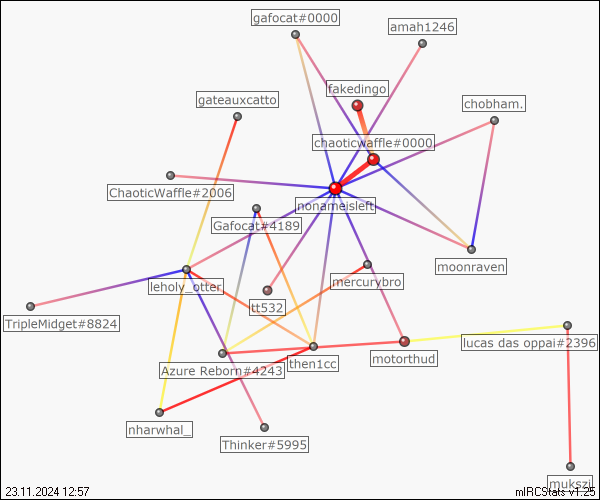 gafocat#0000
amah1246
fakedingo
gateauxcatto
chobham.
chaoticwaffle#0000
ChaoticWaffle#2006
nonameisleft
Gafocat#4189
moonraven
leholy_otter
mercurybro
tt532
TripleMidget#8824
lucas das oppai#2396
motorthud
then1cc
Azure Reborn#4243
nharwhal_
Thinker#5995
mukszi
23.11.2024 12:57
mIRCStats v1.25